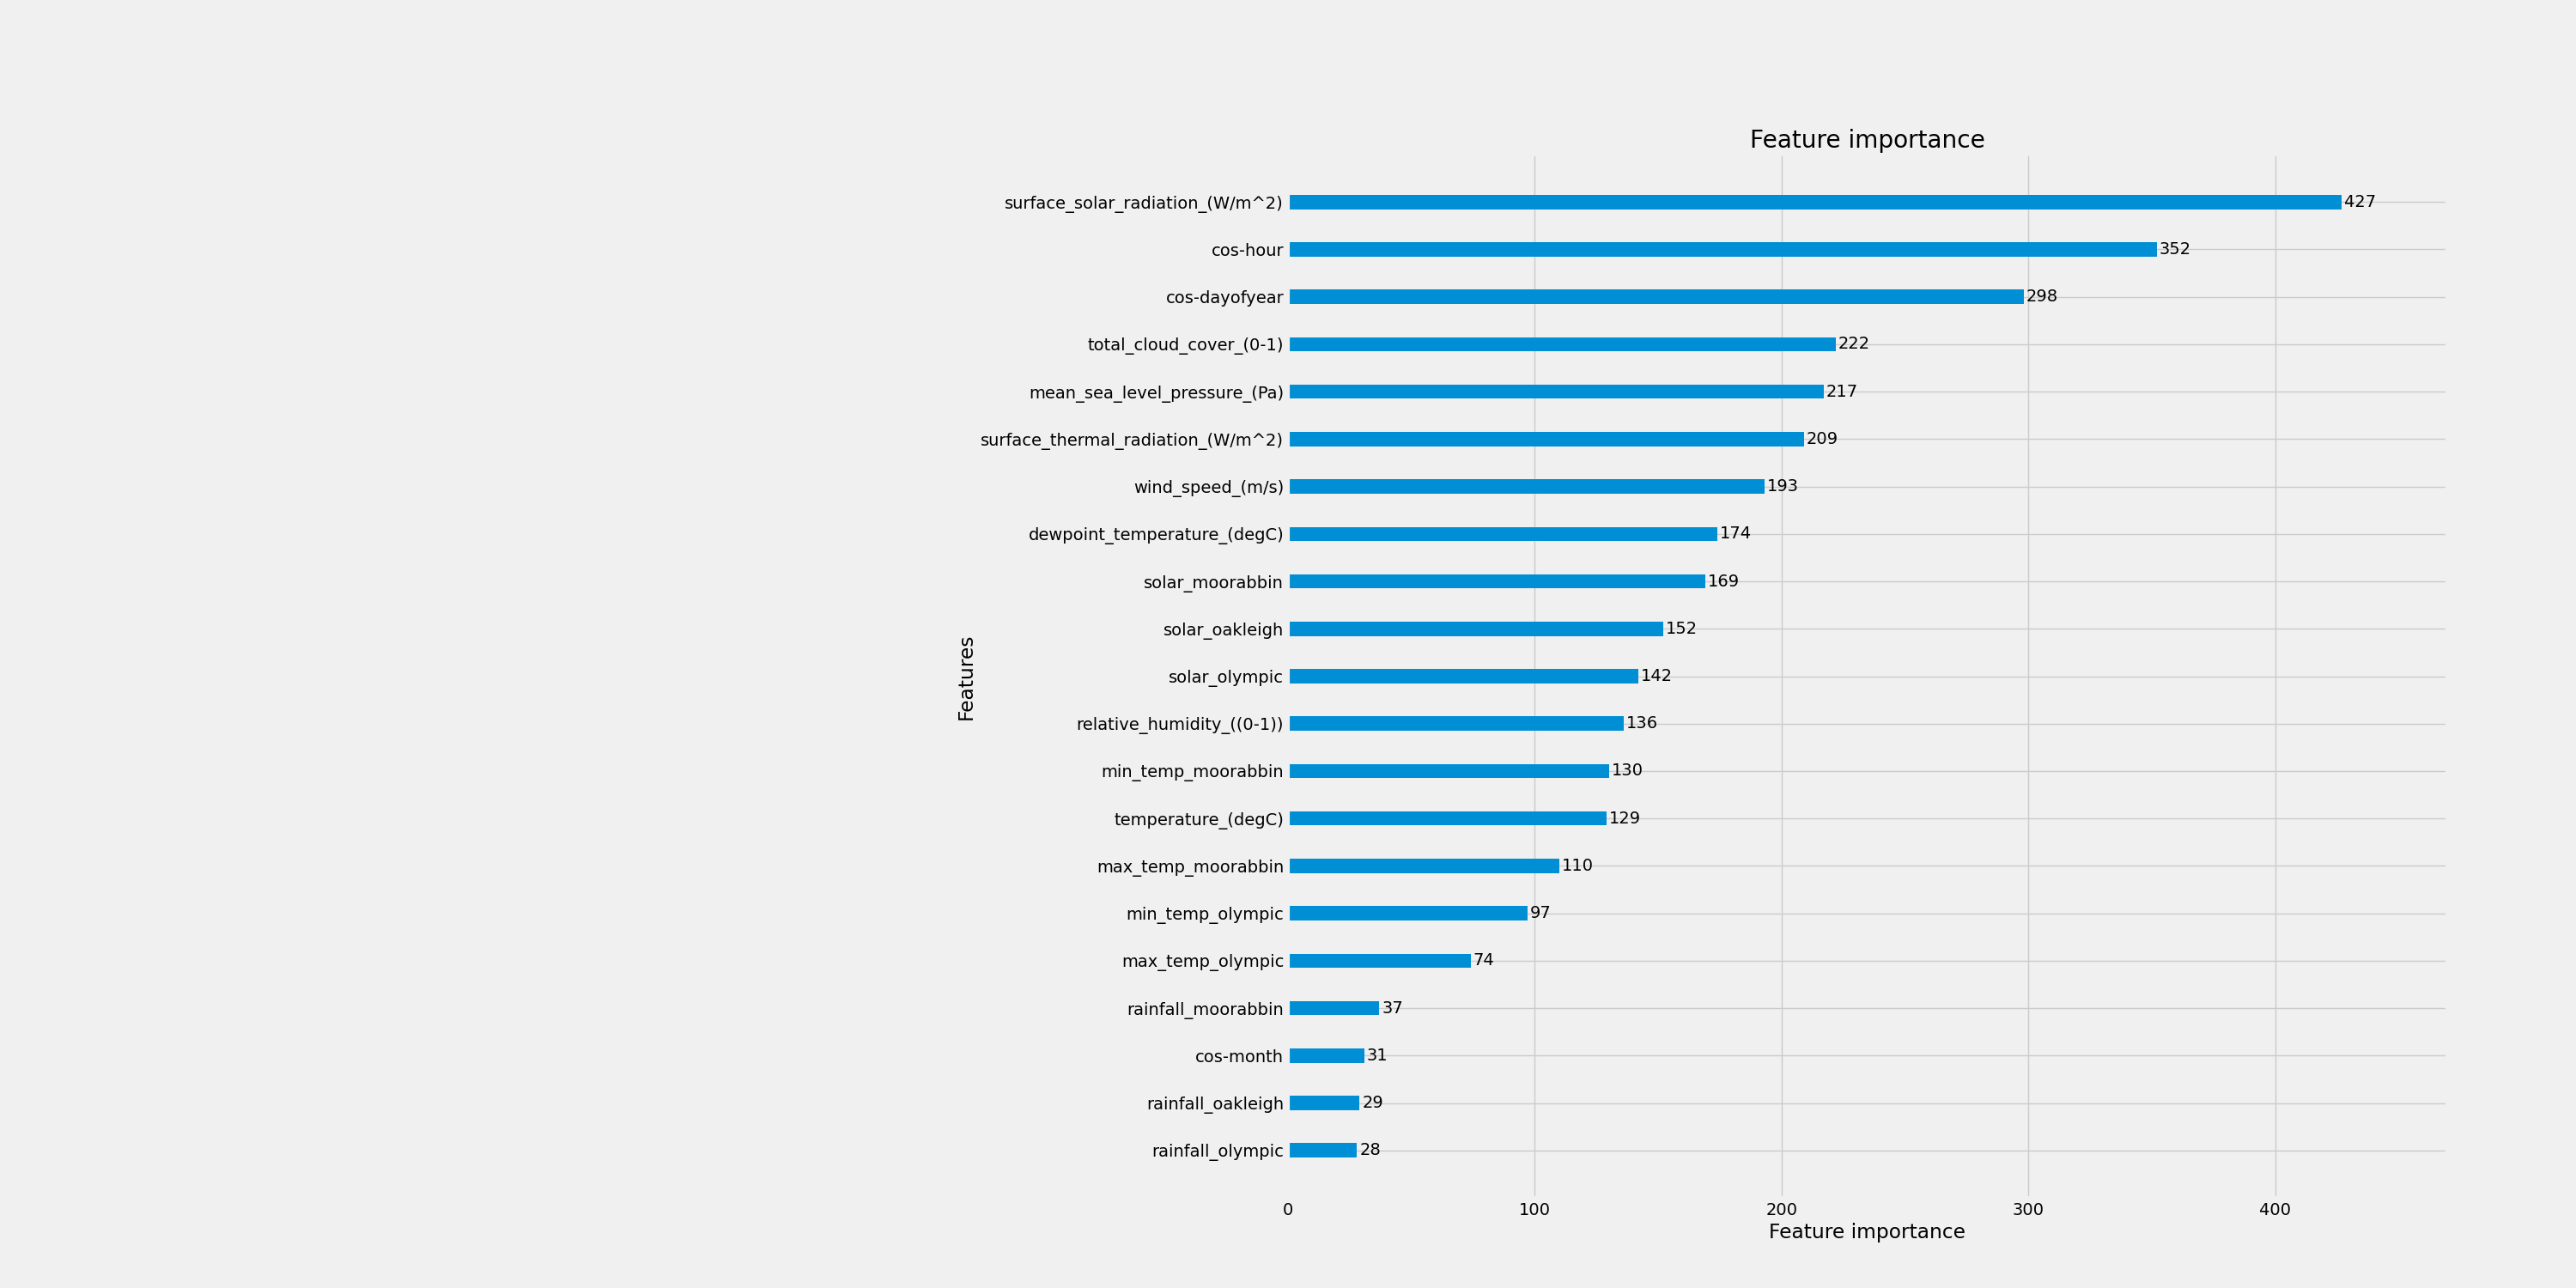 Feature importance
surface_solar_radiation_(W/m^2) 427
cos-hour 352
cos-dayofyear 298
total_cloud_cover_(0-1) 222
mean_sea_level_pressure_(Pa) 217
surface_thermal_radiation_(W/m^2) 209
wind_speed_(m/s) 193
dewpoint_temperature_(degC) 174
solar_moorabbin 169
solar_oakleigh 152
Features
solar_olympic 142
relative_humidity_((0-1)) 136
min_temp_moorabbin 130
temperature_(degC) 129
max_temp_moorabbin 110
min_temp_olympic 97
max_temp_olympic 74
rainfall_moorabbin 37
cos-month 31
rainfall_oakleigh 29
rainfall_olympic 28
0 100 200 300 400
Feature importance